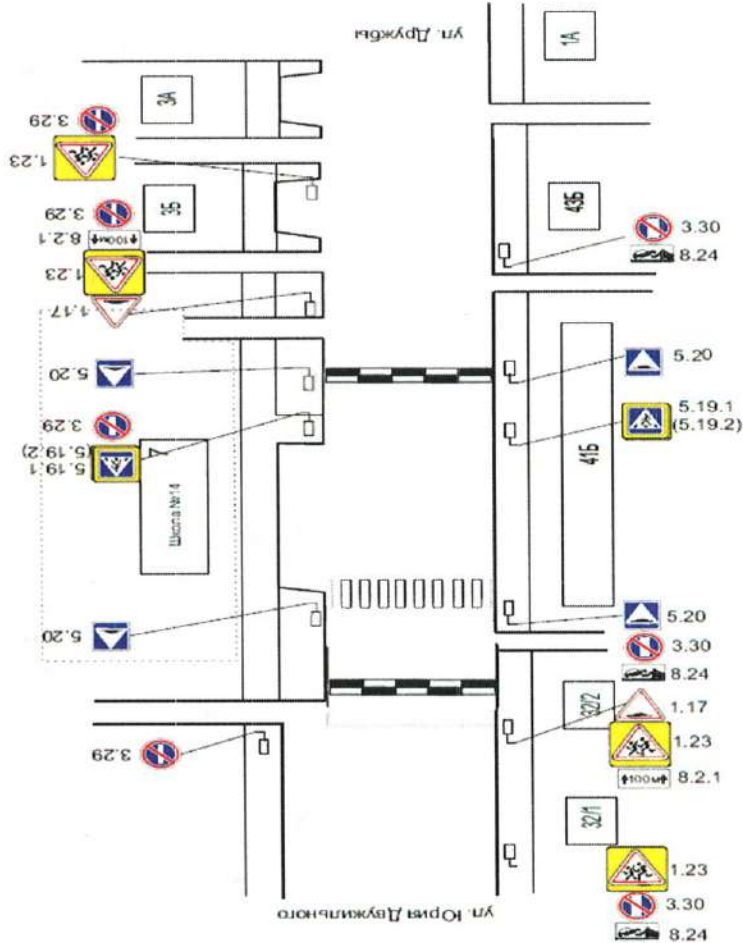 ул. Дружбы
1А
3А
3.29
1.23
3Б
43Б
3.29
3.30
8.2.1
100м
8.24
1.23
1.17
5.20
5.20
3.29
5.19.1
(5.19.2)
(5.19.2)
5.19.1
41Б
Школа №14
5.20
5.20
3.30
8.24
32/2
1.17
3.29
1.23
100м
8.2.1
32/1
1.23
3.30
8.24
ул. Юрия Двужильного